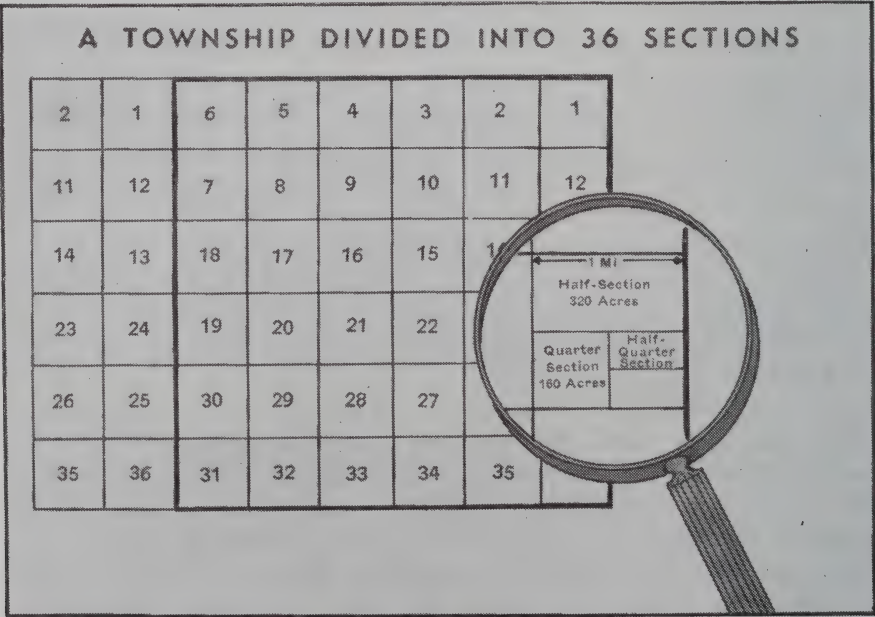 A TOWNSHIP DIVIDED INTO 36 SECTIONS
2 1 6 5 4 3 2 1
11 12 7 8 9 10 11 12
14 13 18 17 16 15
1 Mi
Half-Section
320 Acres
23 24 19 20 21 22
Quarter
Section
160 Acres
Half-
Quarter
Section
26 25 30 29 28 27
35 36 31 32 33 34 35